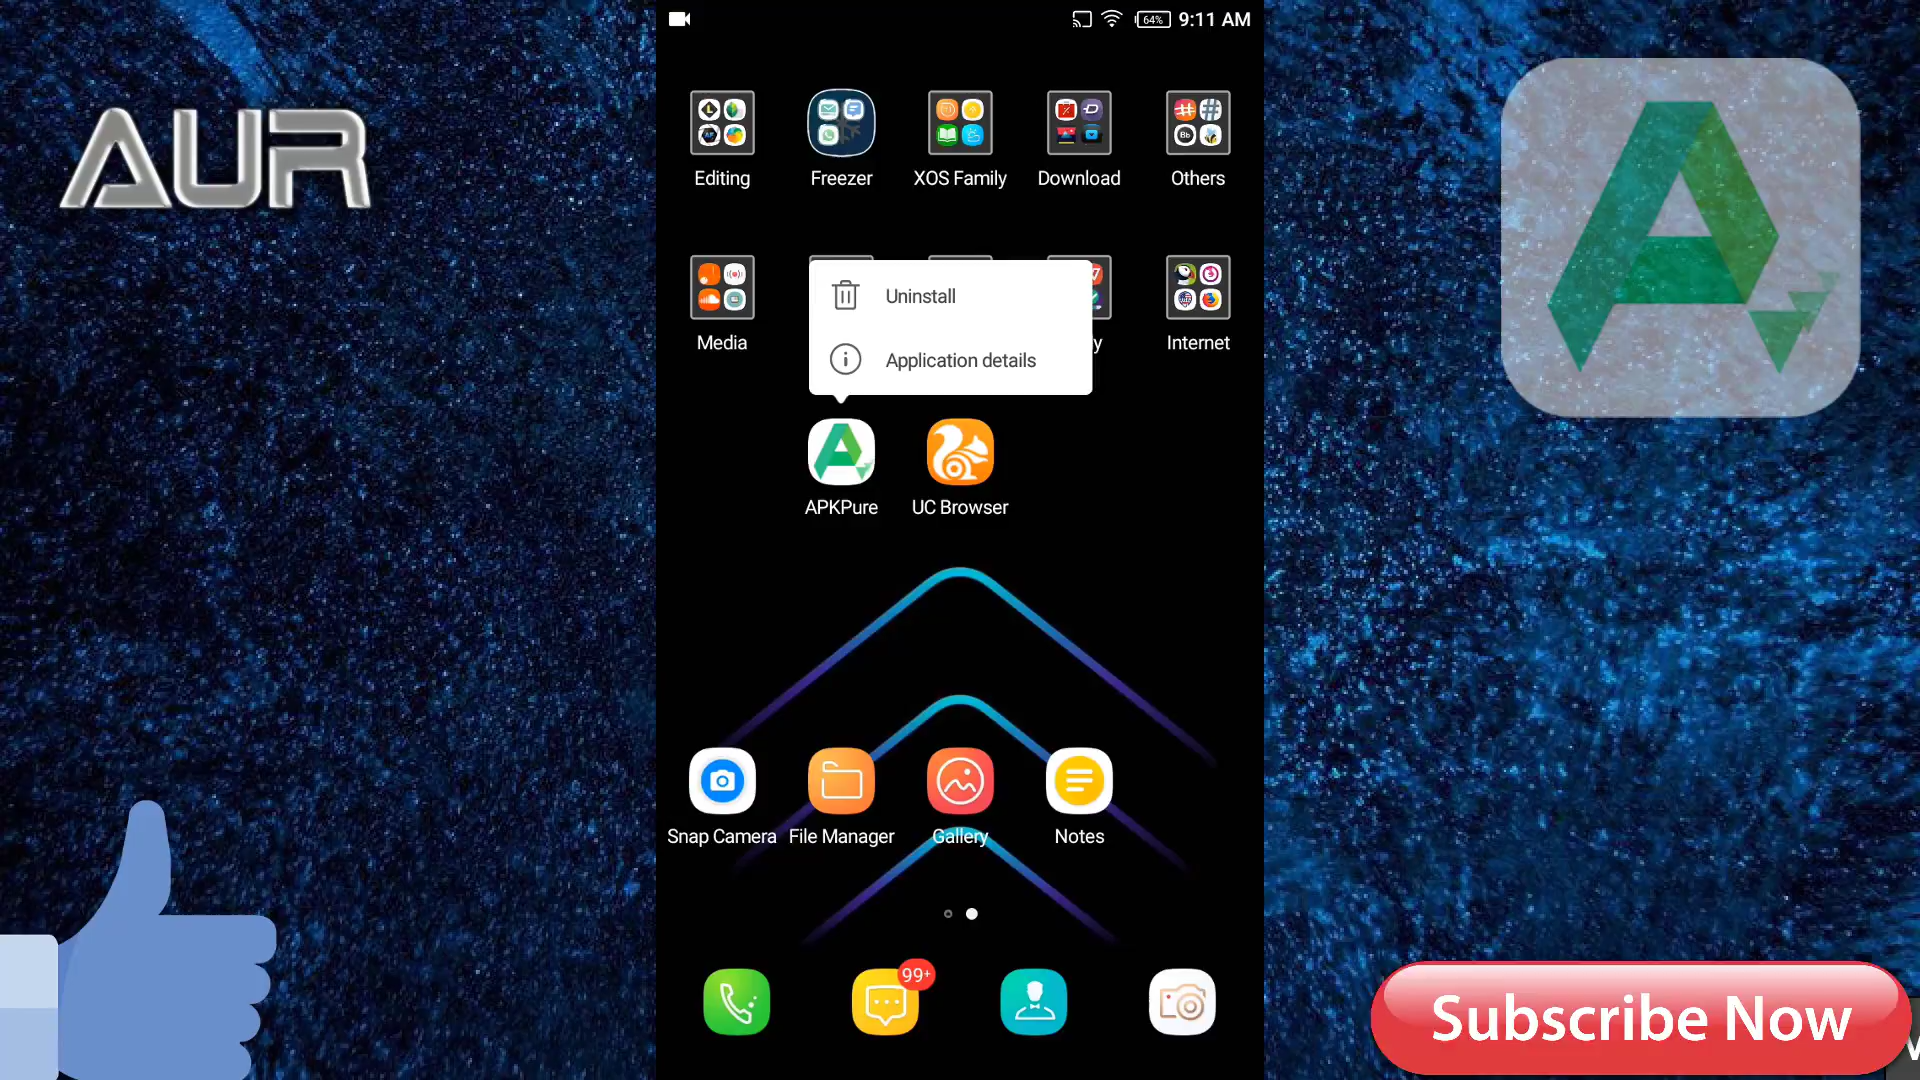 64%
9:11 AM
AUR
Editing
Freezer
XOS Family
Download
Others
Uninstall
Application details
Media
y
Internet
APKPure
UC Browser
Snap Camera
File Manager
Gallery
Notes
99+
Subscribe Now